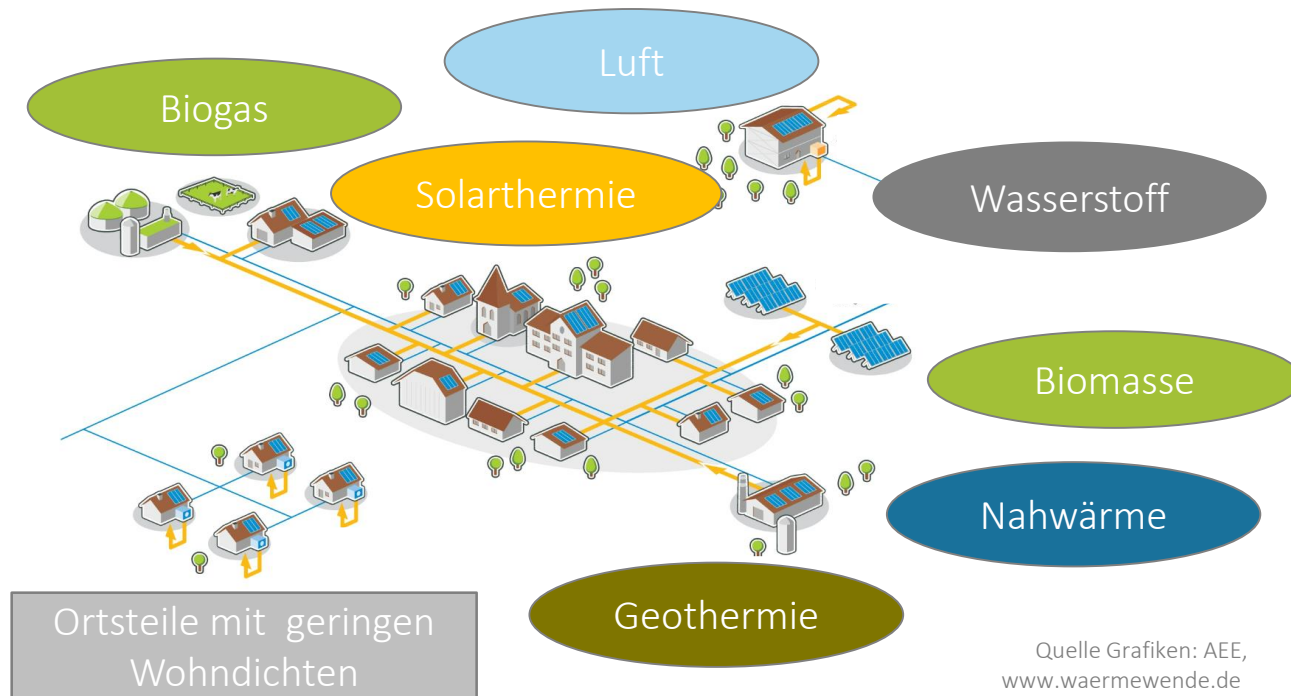 Luft
Biogas
Solarthermie
Wasserstoff
Biomasse
Nahwärme
Geothermie
Ortsteile mit geringen
Wohndichten
Quelle Grafiken: AEE,
www.waermewende.de